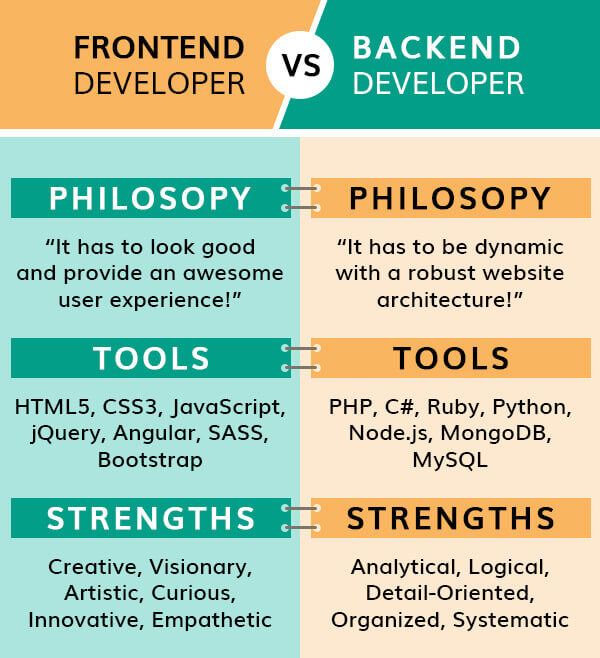 FRONTEND
DEVELOPER
VS
BACKEND
DEVELOPER
PHILOSOPY
“It has to look good
and provide an awesome
user experience!”
PHILOSOPY
“It has to be dynamic
with a robust website
architecture!”
TOOLS
HTML5, CSS3, JavaScript,
jQuery, Angular, SASS,
Bootstrap
TOOLS
PHP, C#, Ruby, Python,
Node.js, MongoDB,
MySQL
STRENGTHS
Creative, Visionary,
Artistic, Curious,
Innovative, Empathetic
STRENGTHS
Analytical, Logical,
Detail-Oriented,
Organized, Systematic